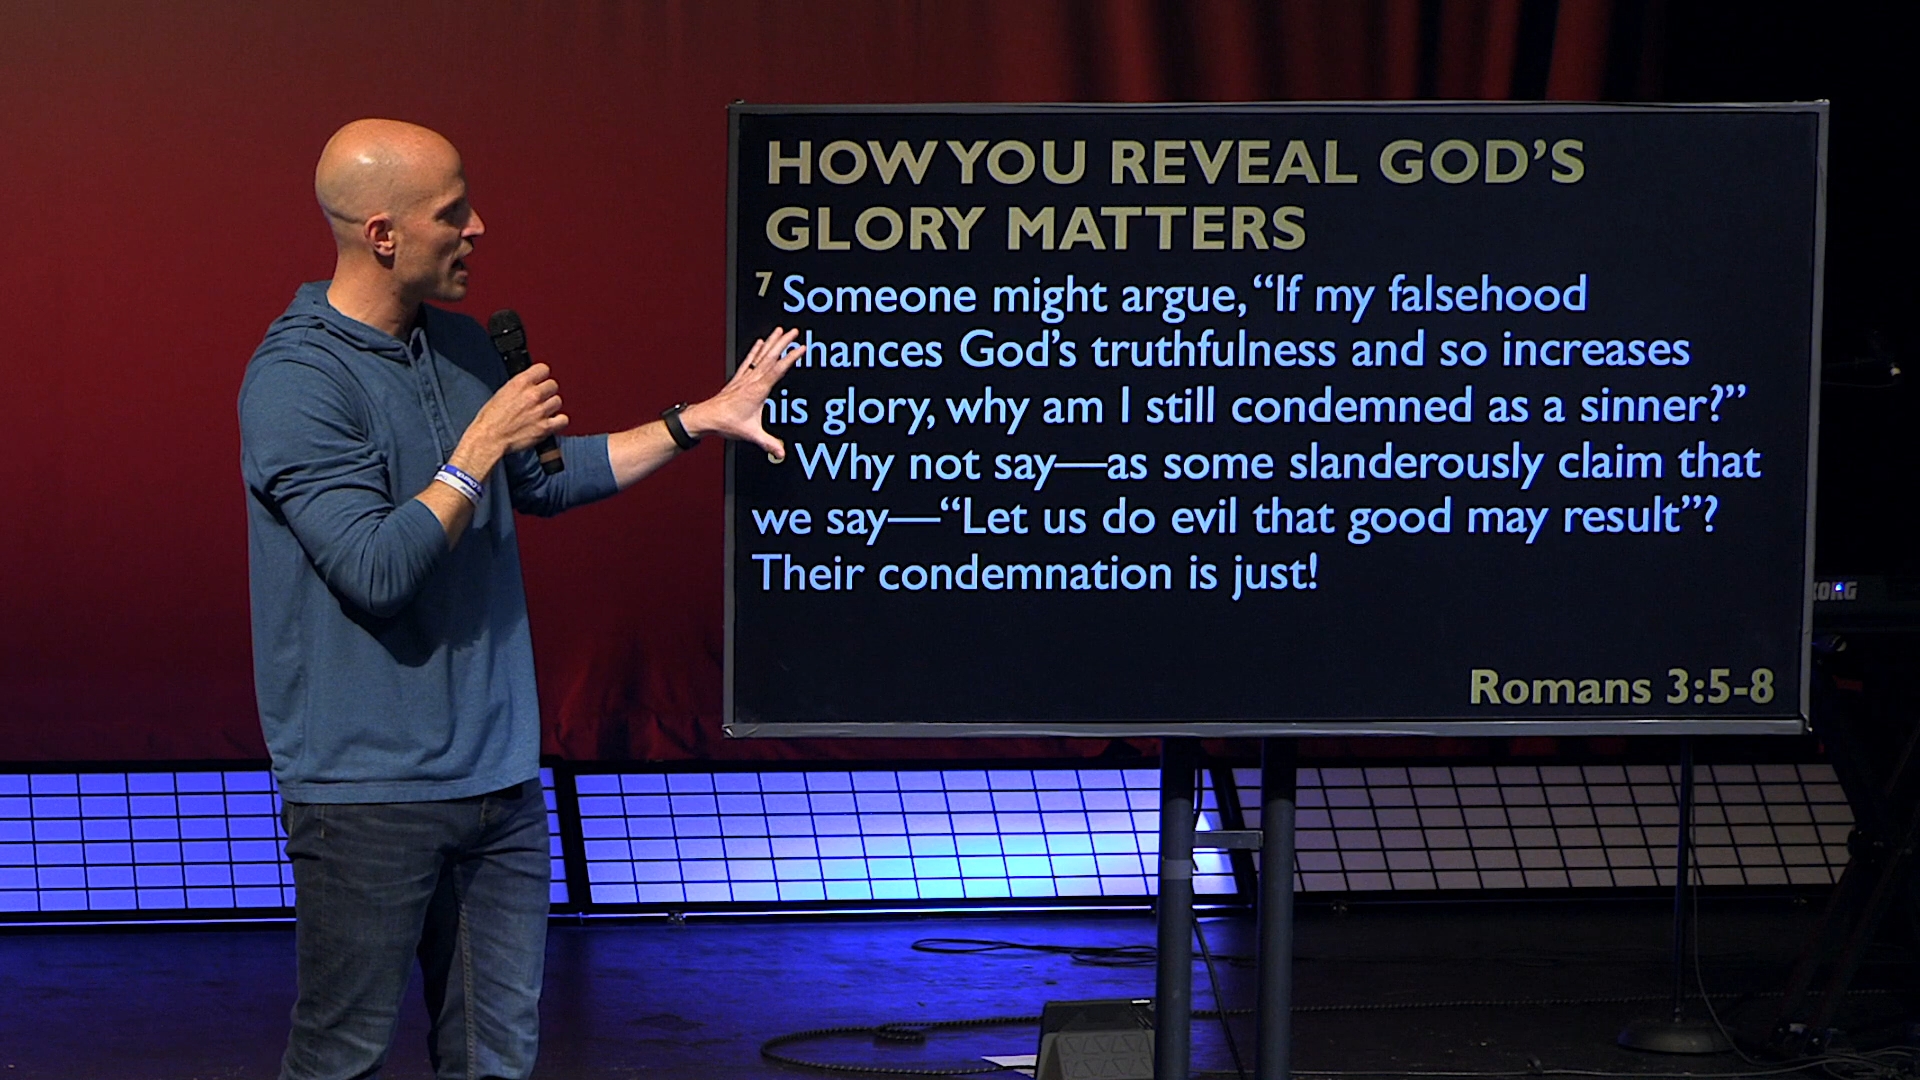 HOW YOU REVEAL GOD'S
GLORY MATTERS
7 Someone might argue, “If my falsehood
hances God's truthfulness and so increases
his glory, why am I still condemned as a sinner?”
Why not say—as some slanderously claim that
we say—“Let us do evil that good may result”?
Their condemnation is just!
Romans 3:5-8
KORG